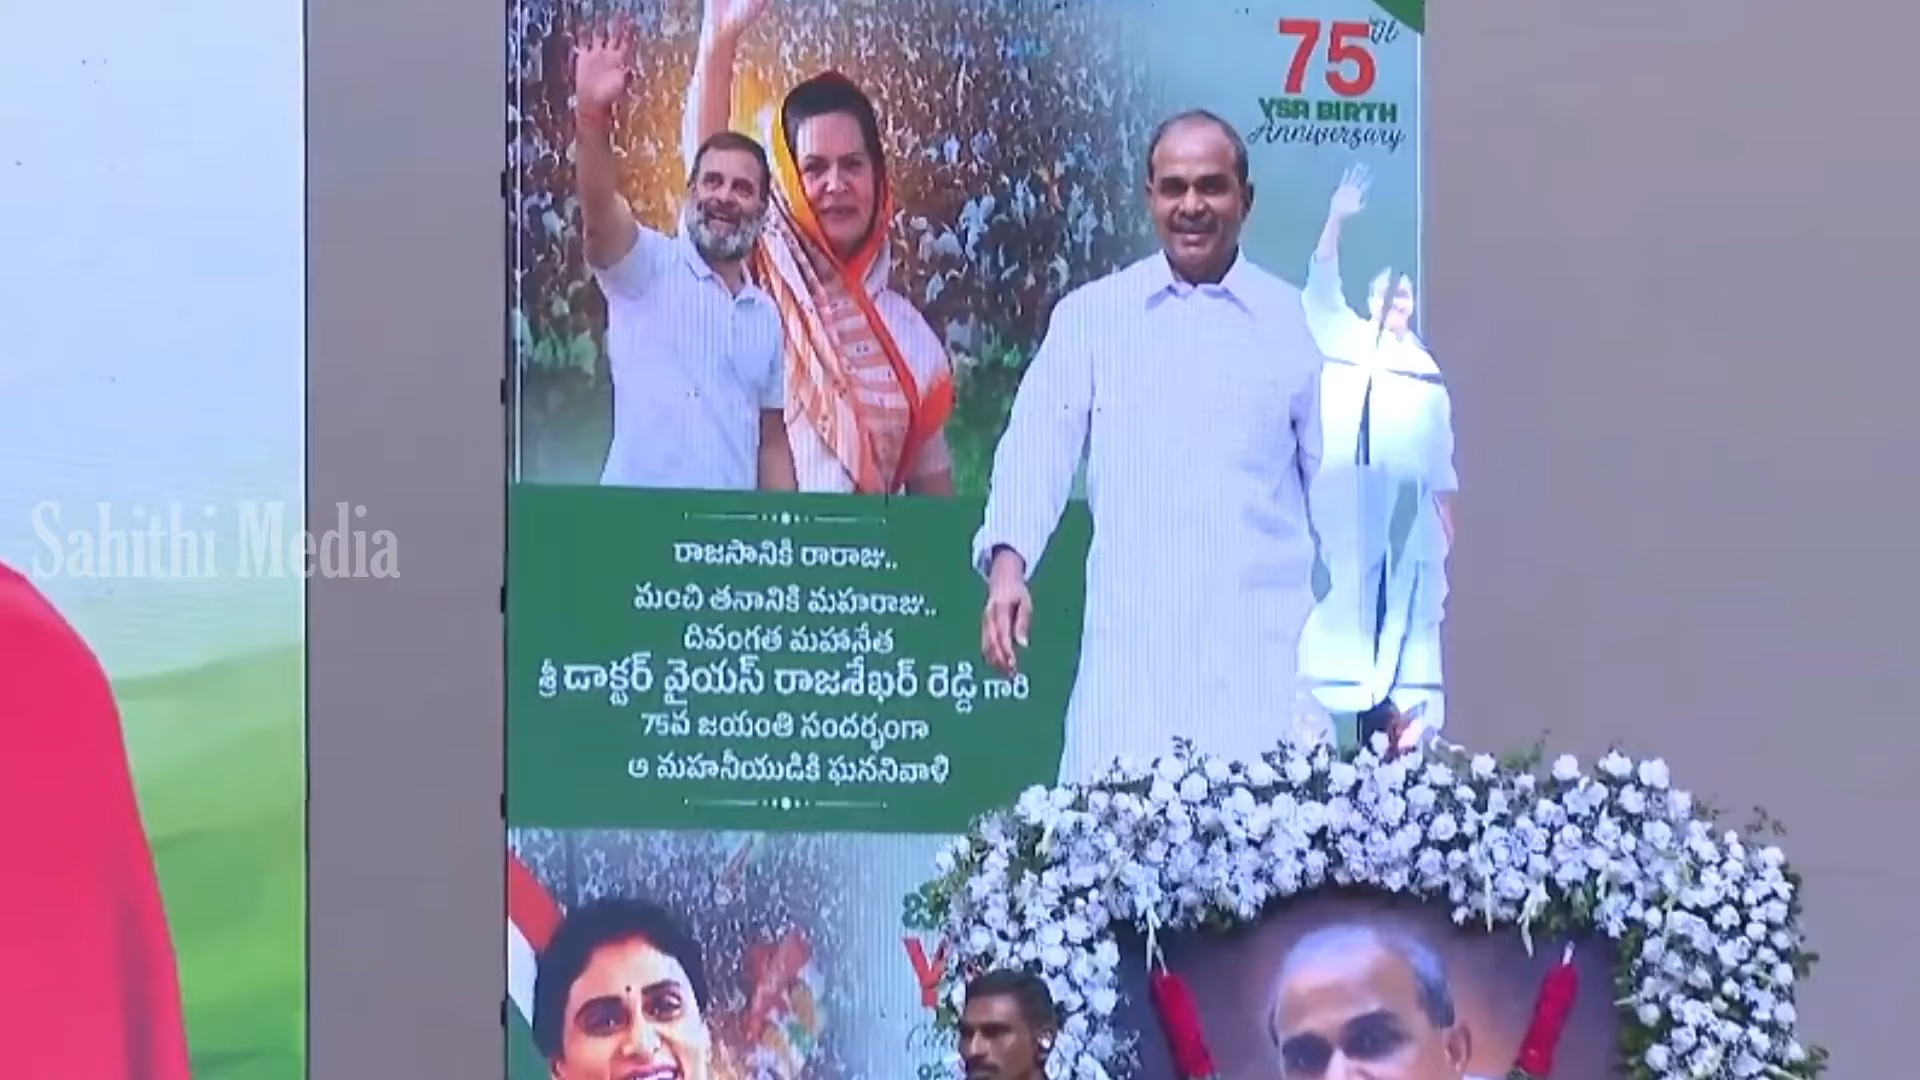 75th
YSR BIRTH
Anniversary
Sahithi Media
రాజసానికి రారాజు..
మంచి తనానికి మహరాజు..
దివంగత మహానేత
శ్రీ డాక్టర్ వైయస్ రాజశేఖర్ రెడ్డి గారి
75వ జయంతి సందర్భంగా
ఆ మహనీయుడికి ఘననివాళి